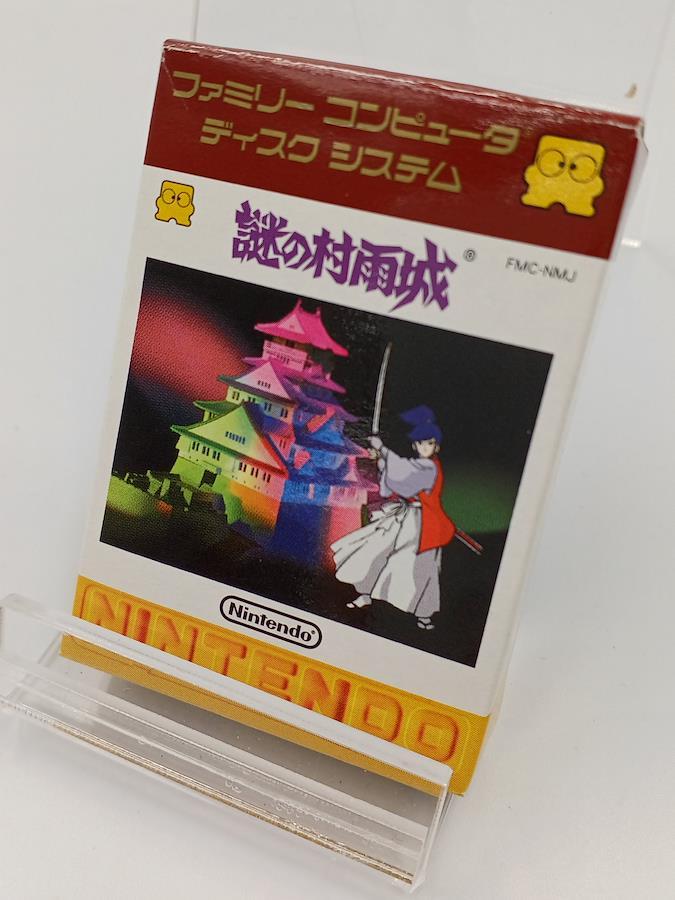 ファミリー コンピュータ
ディスク システム
謎の村雨城®
FMC-NMJ
Nintendo®
NINTENDO